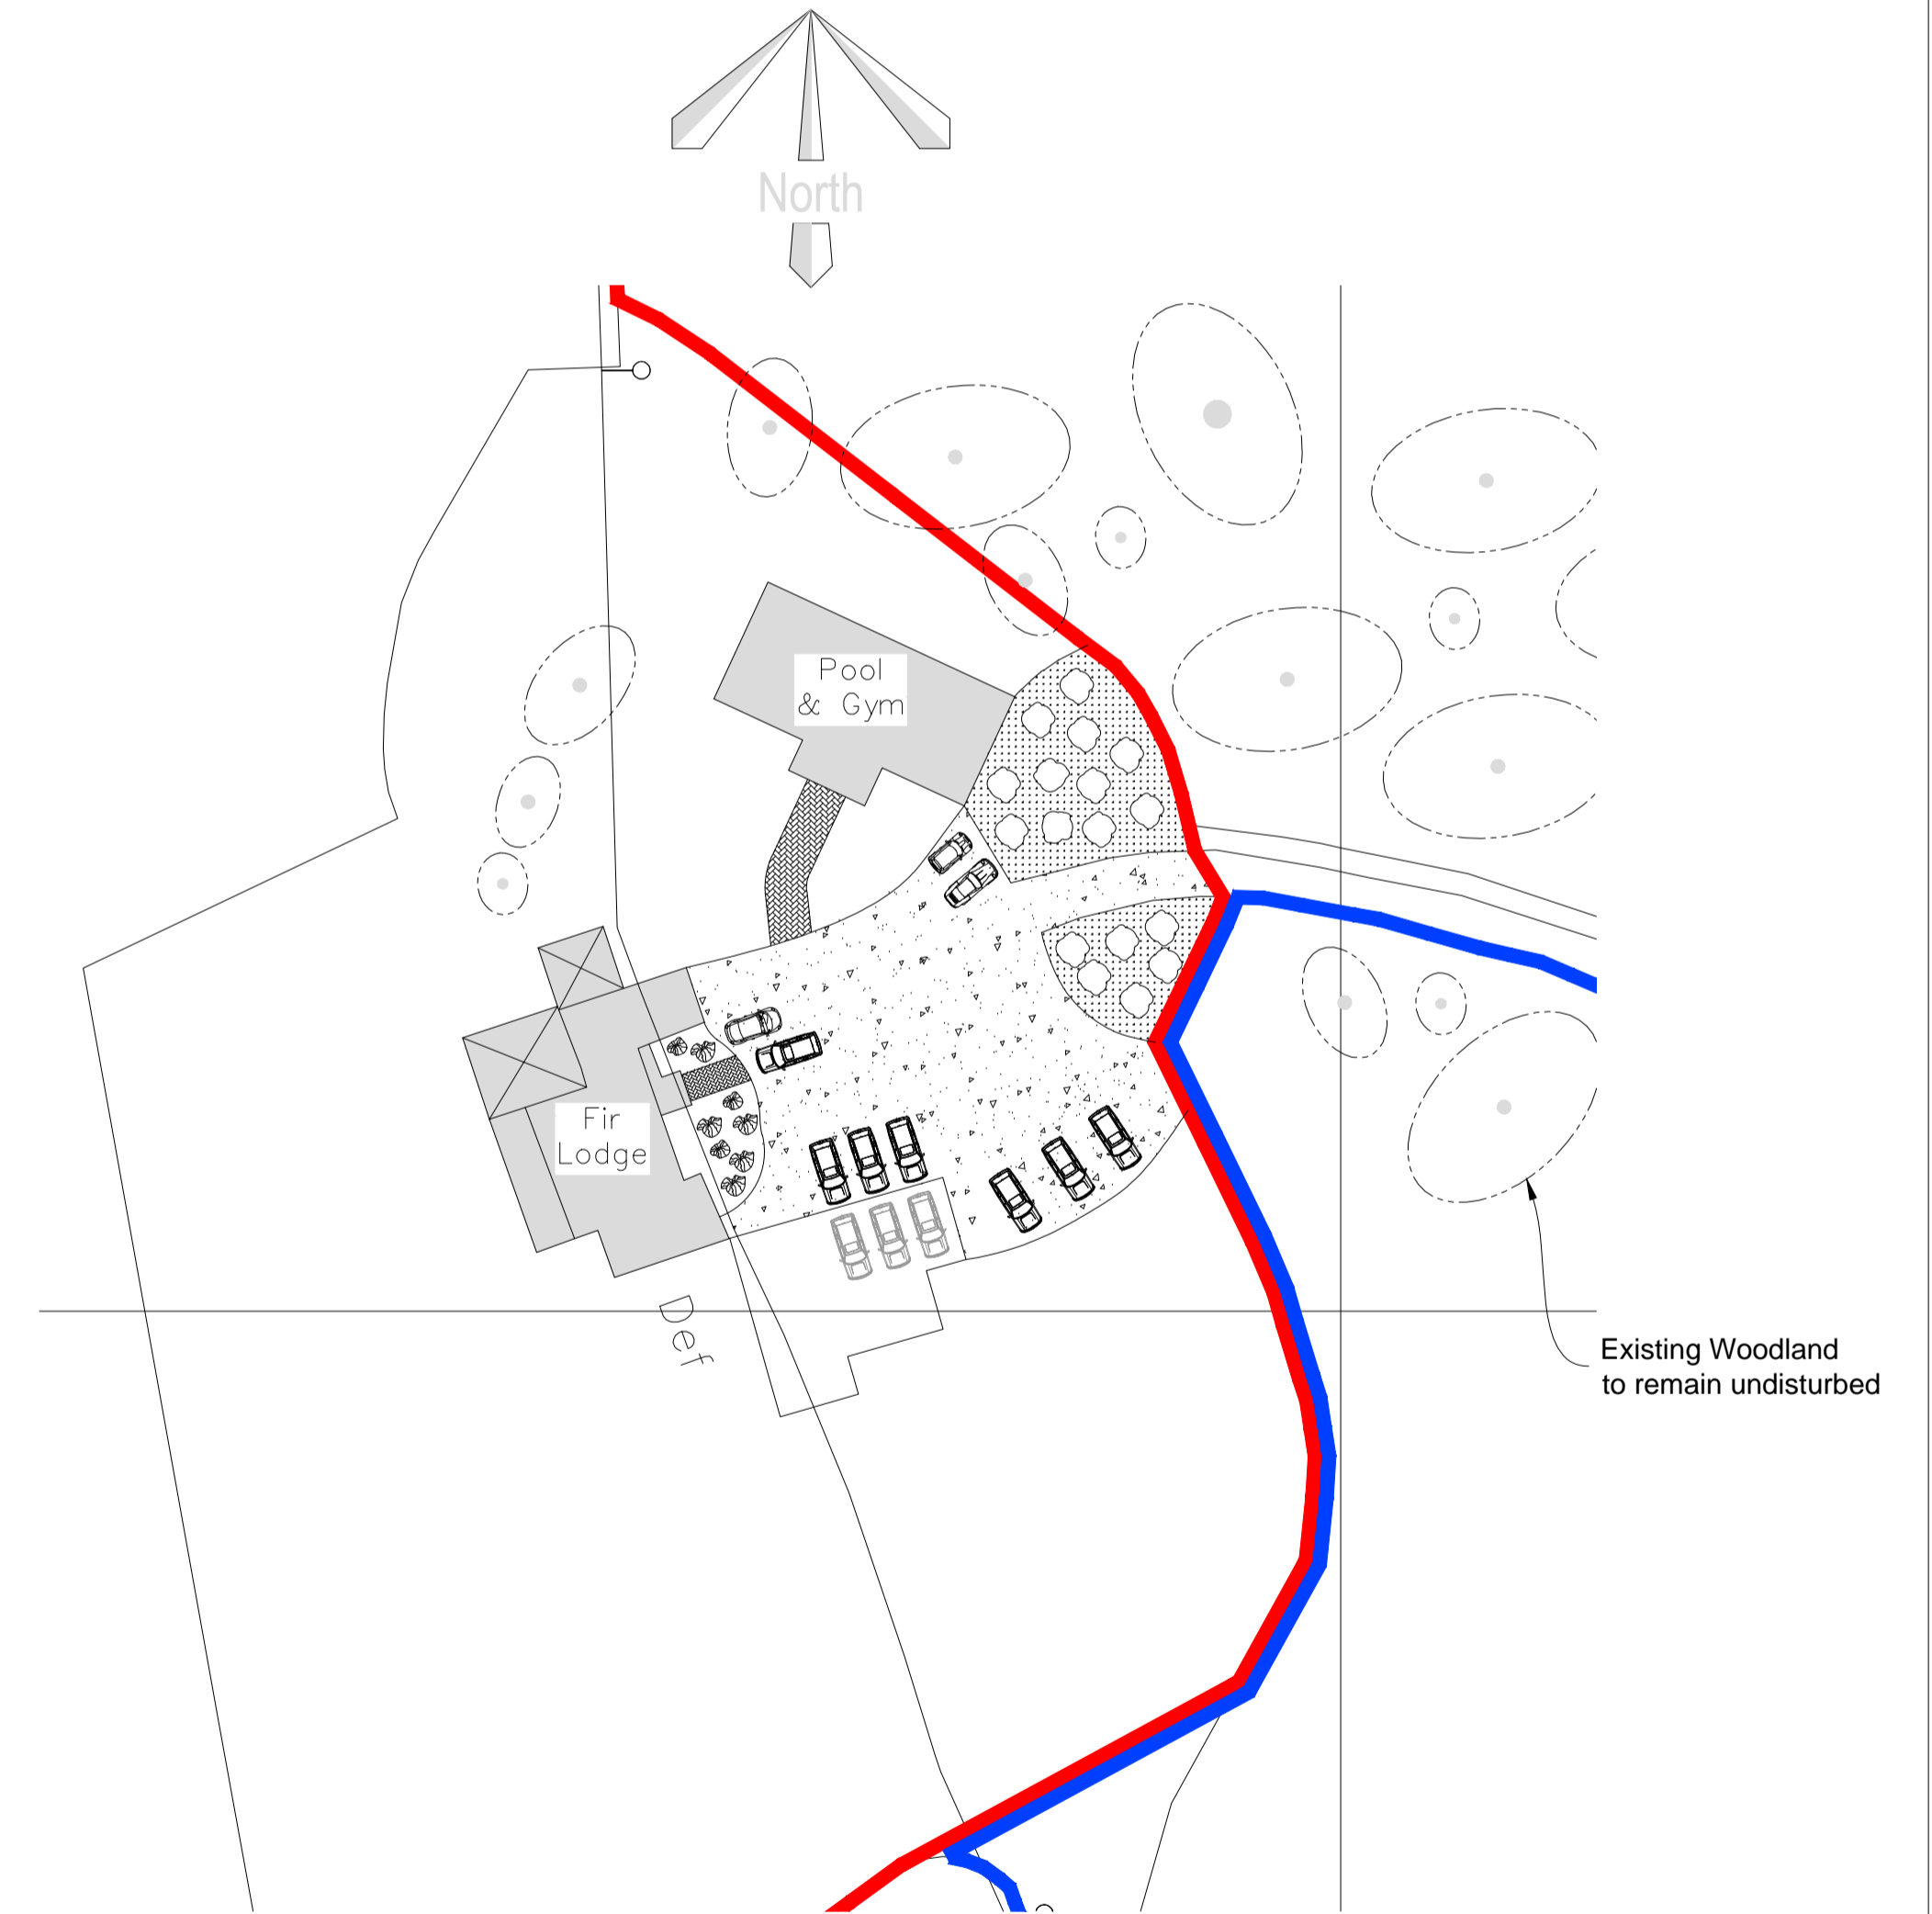 North
Pool
& Gym
Fir
Lodge
Def
Existing Woodland
to remain undisturbed